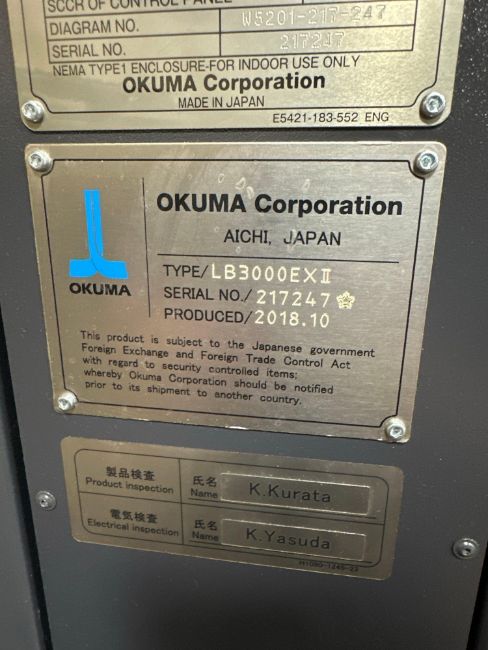 SCCR OF CONTROL PANEL
DIAGRAM NO. W5201-217-247
SERIAL NO. 217247
NEMA TYPE1 ENCLOSURE-FOR INDOOR USE ONLY
OKUMA Corporation
MADE IN JAPAN
E5421-183-552 ENG
OKUMA
OKUMA Corporation
AICHI, JAPAN
TYPE/LB3000EXⅡ
SERIAL NO./217247
PRODUCED/2018.10
This product is subject to the Japanese government
Foreign Exchange and Foreign Trade Control Act
with regard to security controlled items;
whereby Okuma Corporation should be notified
prior to its shipment to another country.
製品検査 氏名
Product inspection Name K.Kurata
電気検査 氏名
Electrical inspection Name K.Yasuda